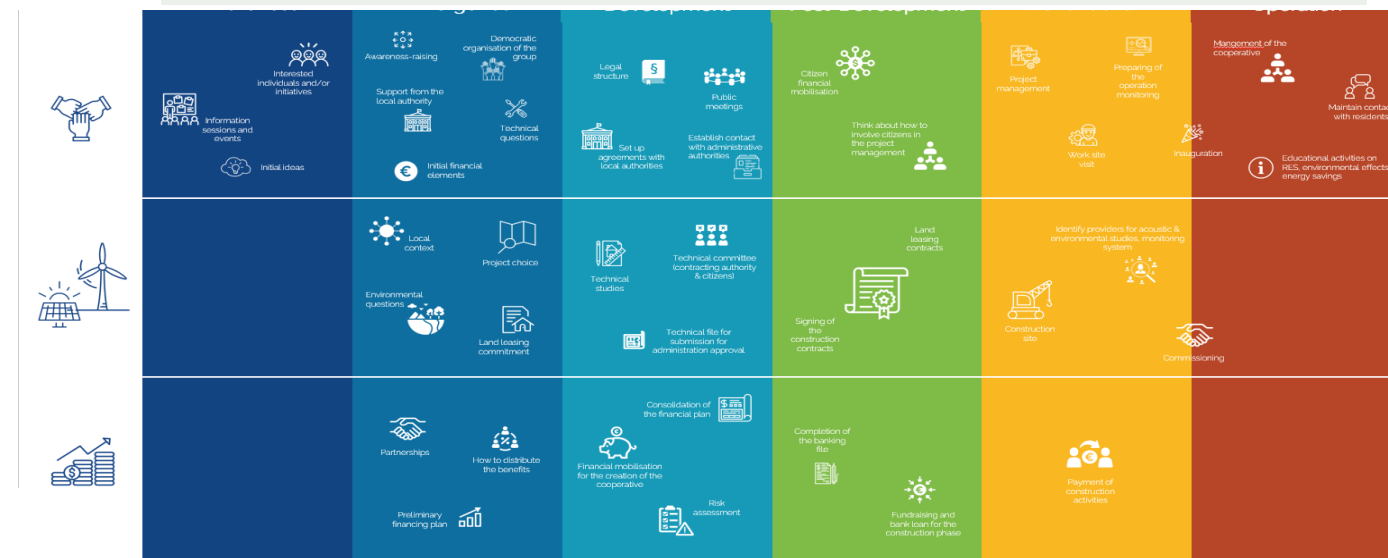 Development
Post-Development
Operation
Interested
individuals and/or
initiatives
Information
sessions and
events
Initial ideas
Awareness-raising
Democratic
organisation of the
group
Support from the
local authority
Technical
questions
Initial financial
elements
Legal
structure
§
Public
meetings
Set up
agreements with
local authorities
Establish contact
with administrative
authorities
Citizen
financial
mobilisation
Think about how to
involve citizens in
the project
management
Project
management
Preparing of
the
operation
monitoring
Work site
visit
Inauguration
Mangement of the
cooperative
Maintain contac
with residents
Educational activities on
RES, environmental effects
energy savings
Local
context
Project choice
Environmental
questions
Land leasing
commitment
Technical
studies
Technical committee
(contracting authority
& citizens)
Technical file for
submission for
administration approval
Land
leasing
contracts
Signing of
the
construction
contracts
Identify providers for acoustic &
environmental studies, monitoring
system
Construction
site
Commissioning
Partnerships
How to distribute
the benefits
Preliminary
financing plan
Consolidation of
the financial plan
Financial mobilisation
for the creation of the
cooperative
Risk
assessment
Completion of
the banking
file
Fundraising and
bank loan for the
construction phase
Payment of
construction
activities